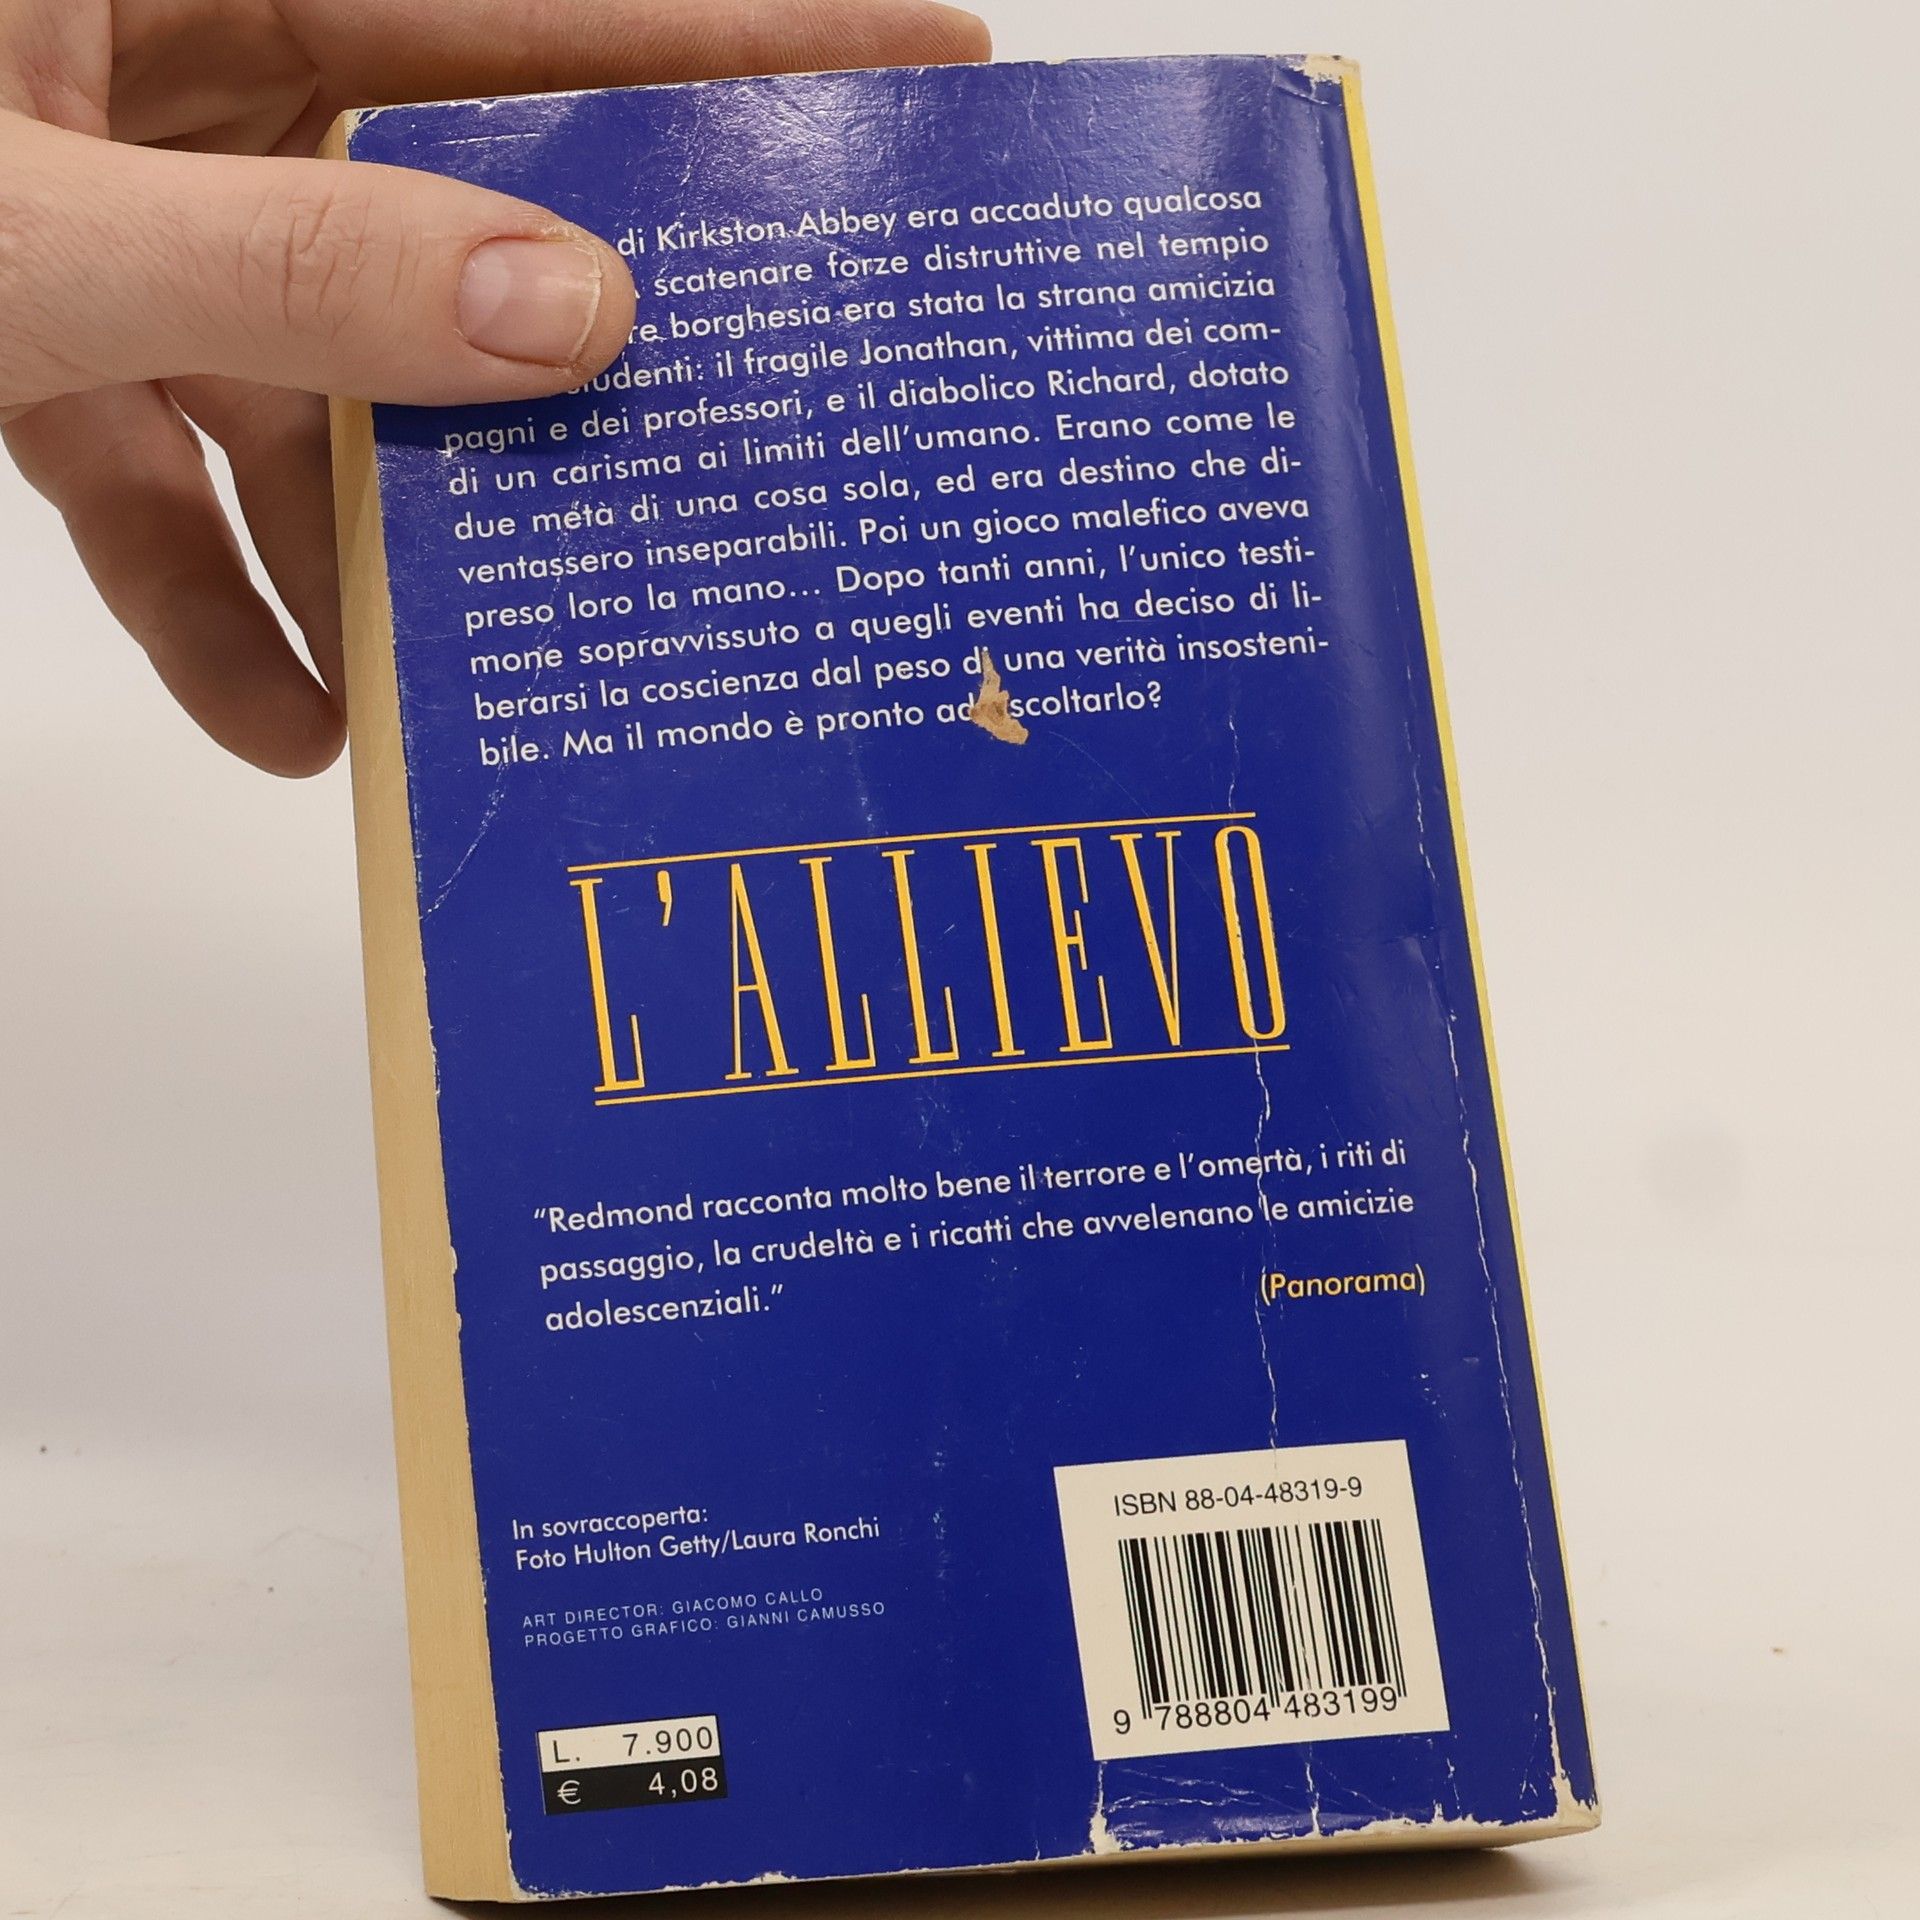 di Kirkston Abbey era accaduto qualcosa
scatenare forze distruttive nel tempio
borghesia era stata la strana amicizia
il fragile Jonathan, vittima dei com-
pagni e dei professori, e il diabolico Richard, dotato
di un carisma ai limiti dell'umano. Erano come le
due metà di una cosa sola, ed era destino che di-
ventassero inseparabili. Poi un gioco malefico aveva
preso loro la mano... Dopo tanti anni, l'unico testi-
mone sopravvissuto a quegli eventi ha deciso di li-
berarsi la coscienza dal peso di una verità insosteni-
bile. Ma il mondo è pronto ad ascoltarlo?
L'ALLIEVO
“Redmond racconta molto bene il terrore e l'omertà, i riti di
passaggio, la crudeltà e i ricatti che avvelenano le amicizie
adolescenziali.”
(Panorama)
In sovraccoperta:
Foto Hulton Getty/Laura Ronchi
ART DIRECTOR: GIACOMO CALLO
PROGETTO GRAFICO: GIANNI CAMUSSO
L. 7.900
€ 4,08
ISBN 88-04-48319-9
9 788804 483199